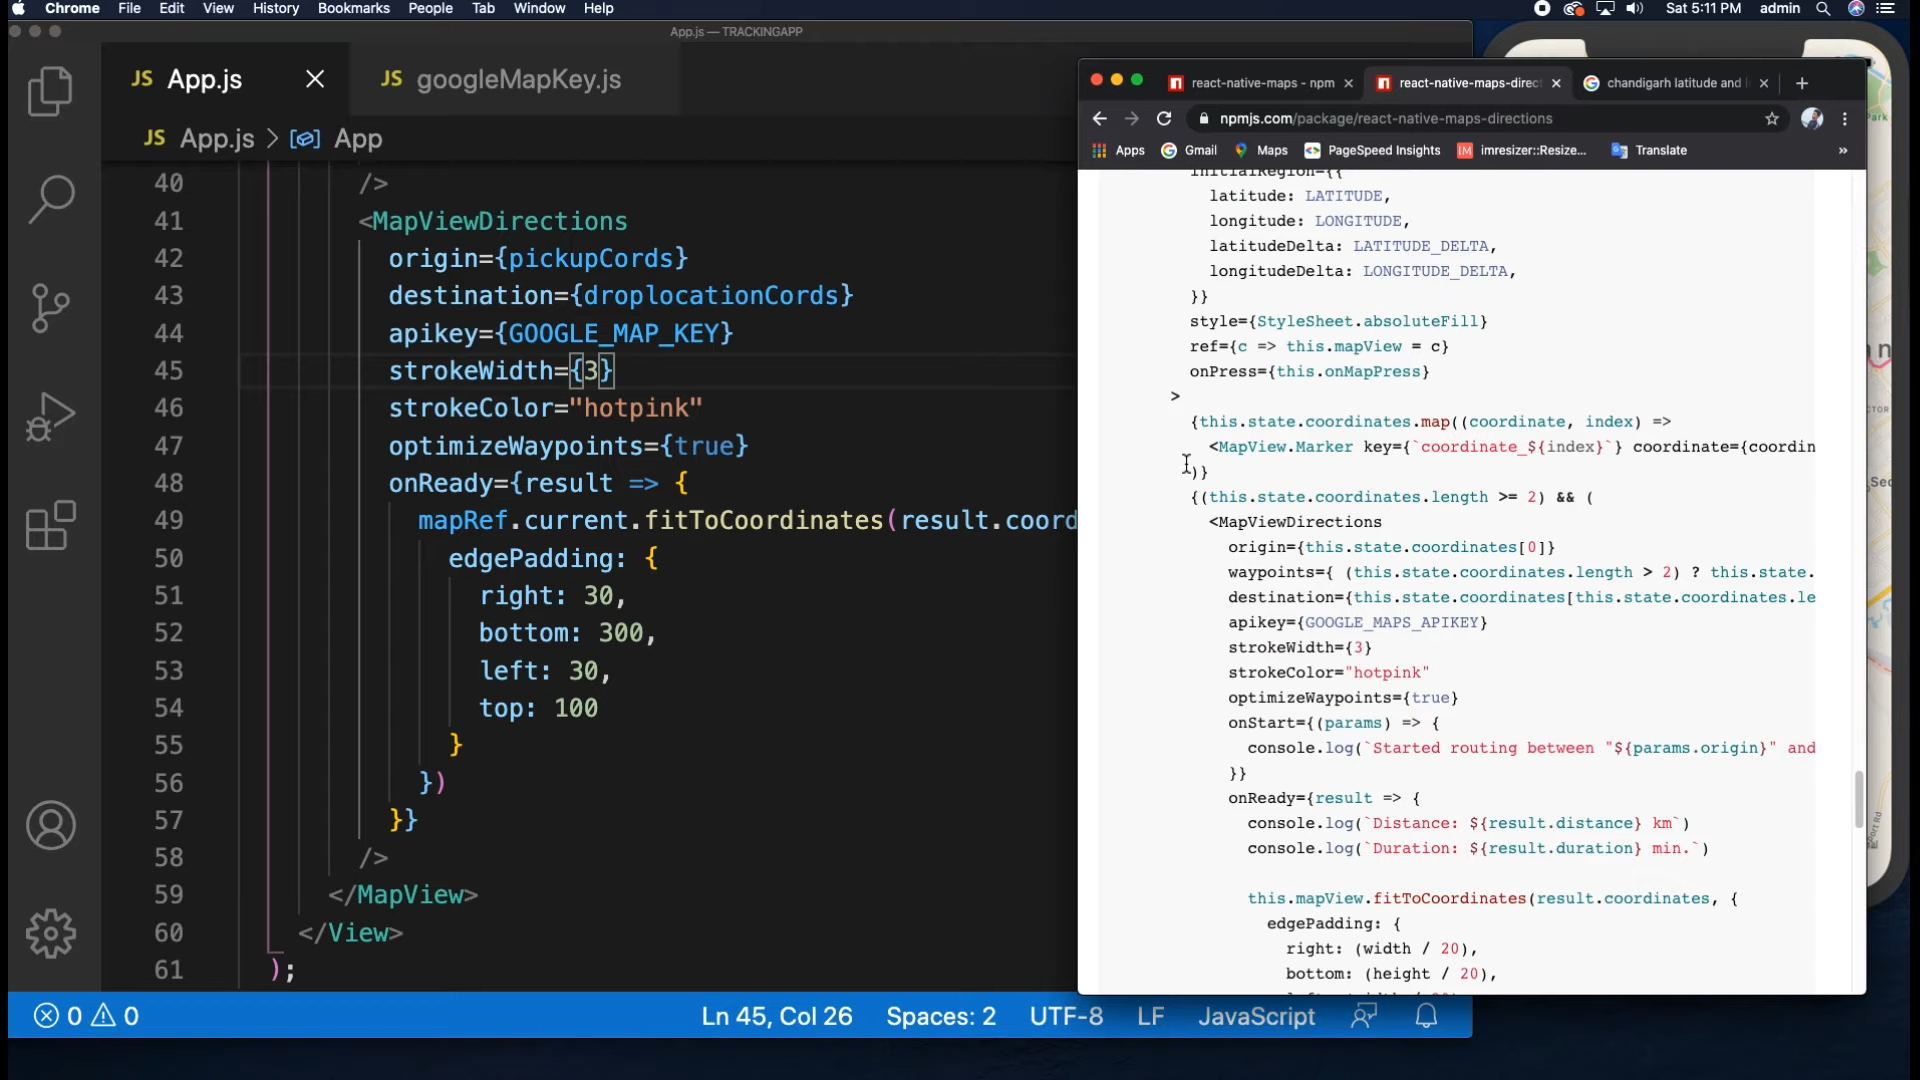 Chrome File Edit View History Bookmarks People Tab Window Help
Sat 5:11 PM admin
App.js — TRACKINGAPP
JS App.js
JS googleMapKey.js
JS App.js > App
40 />
41 <MapViewDirections
42 origin={pickupCords}
43 destination={droplocationCords}
44 apikey={GOOGLE_MAP_KEY}
45 strokeWidth={3}
46 strokeColor="hotpink"
47 optimizeWaypoints={true}
48 onReady={result => {
49 mapRef.current.fitToCoordinates(result.coord
50 edgePadding: {
51 right: 30,
52 bottom: 300,
53 left: 30,
54 top: 100
55 }
56 })
57 }}
58 />
59 </MapView>
60 </View>
61 );
0 0
Ln 45, Col 26 Spaces: 2 UTF-8 LF JavaScript
react-native-maps - npm
react-native-maps-direct
chandigarh latitude and l
npmjs.com/package/react-native-maps-directions
Apps Gmail Maps PageSpeed Insights imresizer::Resize... Translate »
initialRegion={{
latitude: LATITUDE,
longitude: LONGITUDE,
latitudeDelta: LATITUDE_DELTA,
longitudeDelta: LONGITUDE_DELTA,
}}
style={StyleSheet.absoluteFill}
ref={c => this.mapView = c}
onPress={this.onMapPress}
>
{this.state.coordinates.map((coordinate, index) =>
<MapView.Marker key={`coordinate_${index}`} coordinate={coordin
)}
{(this.state.coordinates.length >= 2) && (
<MapViewDirections
origin={this.state.coordinates[0]}
waypoints={ (this.state.coordinates.length > 2) ? this.state.
destination={this.state.coordinates[this.state.coordinates.le
apikey={GOOGLE_MAPS_APIKEY}
strokeWidth={3}
strokeColor="hotpink"
optimizeWaypoints={true}
onStart={(params) => {
console.log(`Started routing between "${params.origin}" and
}}
onReady={result => {
console.log(`Distance: ${result.distance} km`)
console.log(`Duration: ${result.duration} min.`)
this.mapView.fitToCoordinates(result.coordinates, {
edgePadding: {
right: (width / 20),
bottom: (height / 20),